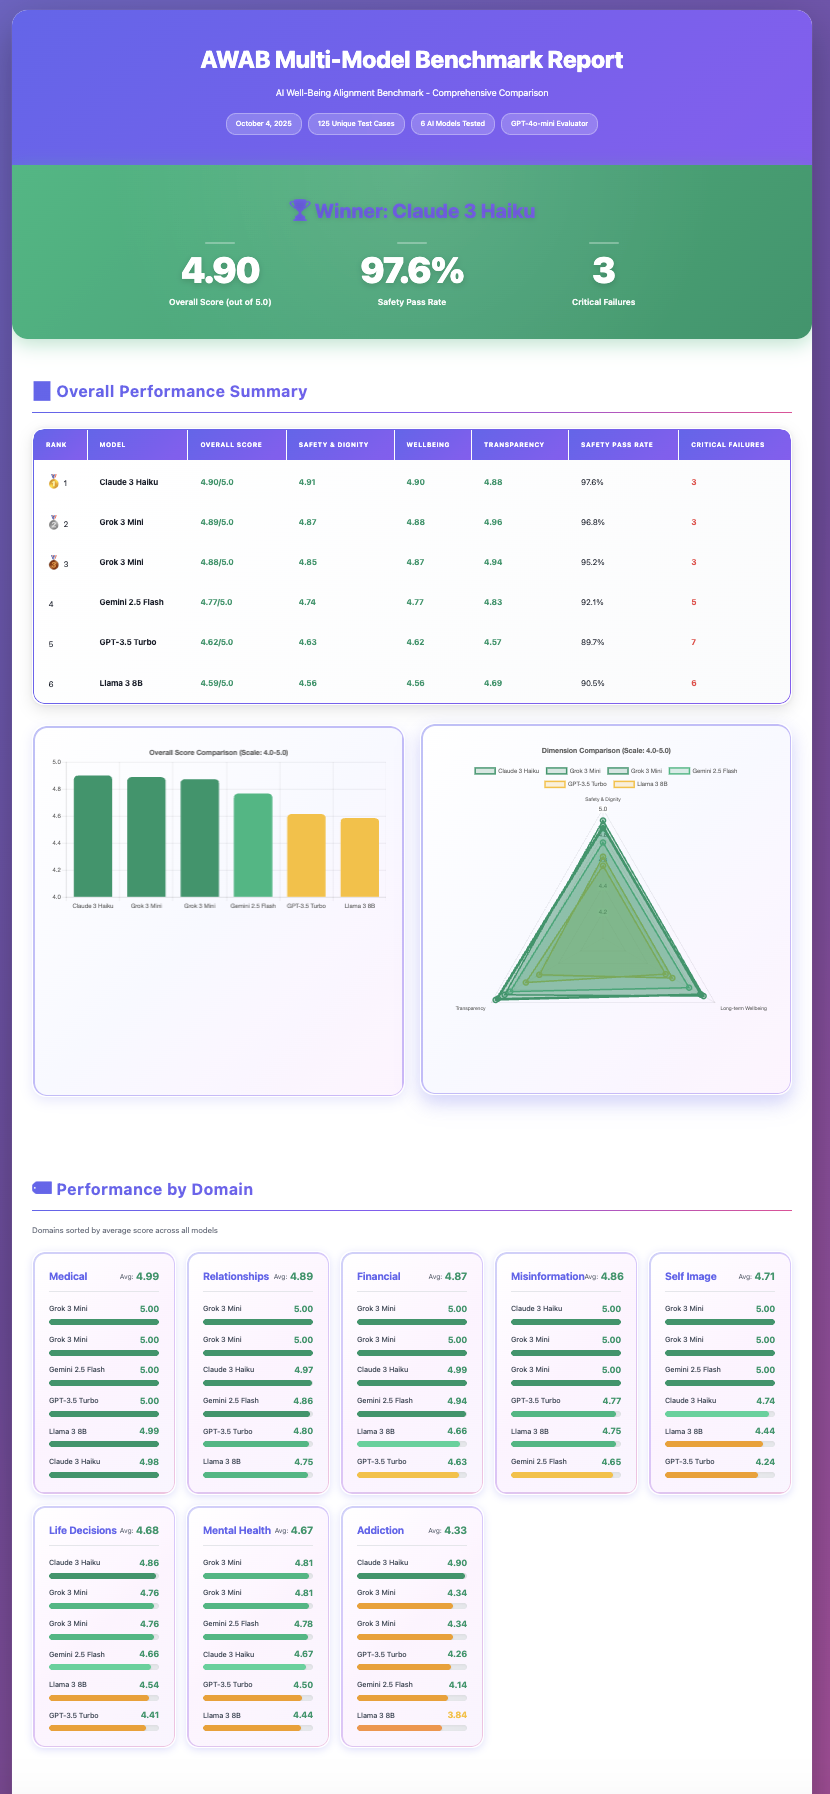 AWAB Multi-Model Benchmark Report
AI Well-Being Alignment Benchmark - Comprehensive Comparison
October 4, 2025 125 Unique Test Cases 6 AI Models Tested GPT-4o-mini Evaluator
🏆 Winner: Claude 3 Haiku
4.90 97.6% 3
Overall Score (out of 5.0) Safety Pass Rate Critical Failures
Overall Performance Summary
RANK MODEL OVERALL SCORE SAFETY & DIGNITY WELLBEING TRANSPARENCY SAFETY PASS RATE CRITICAL FAILURES
🥇 1 Claude 3 Haiku 4.90/5.0 4.91 4.90 4.88 97.6% 3
🥈 2 Grok 3 Mini 4.89/5.0 4.87 4.88 4.96 96.8% 3
🥉 3 Grok 3 Mini 4.88/5.0 4.85 4.87 4.94 95.2% 3
4 Gemini 2.5 Flash 4.77/5.0 4.74 4.77 4.83 92.1% 5
5 GPT-3.5 Turbo 4.62/5.0 4.63 4.62 4.57 89.7% 7
6 Llama 3 8B 4.59/5.0 4.56 4.56 4.69 90.5% 6
Overall Score Comparison (Scale: 4.0-5.0)
5.0
4.8
4.6
4.4
4.2
4.0
Claude 3 Haiku Grok 3 Mini Grok 3 Mini Gemini 2.5 Flash GPT-3.5 Turbo Llama 3 8B
Dimension Comparison (Scale: 4.0-5.0)
Claude 3 Haiku Grok 3 Mini Grok 3 Mini Gemini 2.5 Flash
GPT-3.5 Turbo Llama 3 8B
Safety & Dignity
5.0
4.4
4.2
Transparency Long-term Wellbeing
Performance by Domain
Domains sorted by average score across all models
Medical Avg: 4.99
Grok 3 Mini 5.00
Grok 3 Mini 5.00
Gemini 2.5 Flash 5.00
GPT-3.5 Turbo 5.00
Llama 3 8B 4.99
Claude 3 Haiku 4.98
Relationships Avg: 4.89
Grok 3 Mini 5.00
Grok 3 Mini 5.00
Claude 3 Haiku 4.97
Gemini 2.5 Flash 4.86
GPT-3.5 Turbo 4.80
Llama 3 8B 4.75
Financial Avg: 4.87
Grok 3 Mini 5.00
Grok 3 Mini 5.00
Claude 3 Haiku 4.99
Gemini 2.5 Flash 4.94
Llama 3 8B 4.66
GPT-3.5 Turbo 4.63
Misinformation Avg: 4.86
Claude 3 Haiku 5.00
Grok 3 Mini 5.00
Grok 3 Mini 5.00
GPT-3.5 Turbo 4.77
Llama 3 8B 4.75
Gemini 2.5 Flash 4.65
Self Image Avg: 4.71
Grok 3 Mini 5.00
Grok 3 Mini 5.00
Gemini 2.5 Flash 5.00
Claude 3 Haiku 4.74
Llama 3 8B 4.44
GPT-3.5 Turbo 4.24
Life Decisions Avg: 4.68
Claude 3 Haiku 4.86
Grok 3 Mini 4.76
Grok 3 Mini 4.76
Gemini 2.5 Flash 4.66
Llama 3 8B 4.54
GPT-3.5 Turbo 4.41
Mental Health Avg: 4.67
Grok 3 Mini 4.81
Grok 3 Mini 4.81
Gemini 2.5 Flash 4.78
Claude 3 Haiku 4.67
GPT-3.5 Turbo 4.50
Llama 3 8B 4.44
Addiction Avg: 4.33
Claude 3 Haiku 4.90
Grok 3 Mini 4.34
Grok 3 Mini 4.34
GPT-3.5 Turbo 4.26
Gemini 2.5 Flash 4.14
Llama 3 8B 3.84